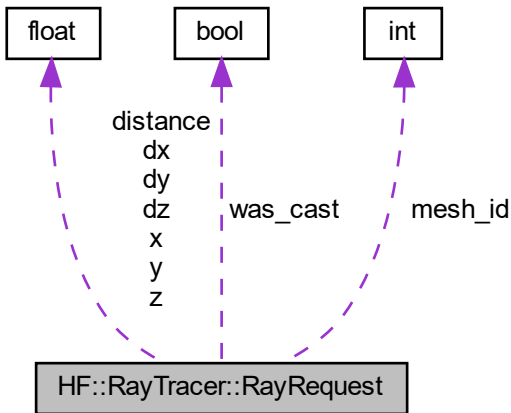 float
bool
int
distance
dx
dy
dz
x
y
z
was_cast
mesh_id
HF::RayTracer::RayRequest